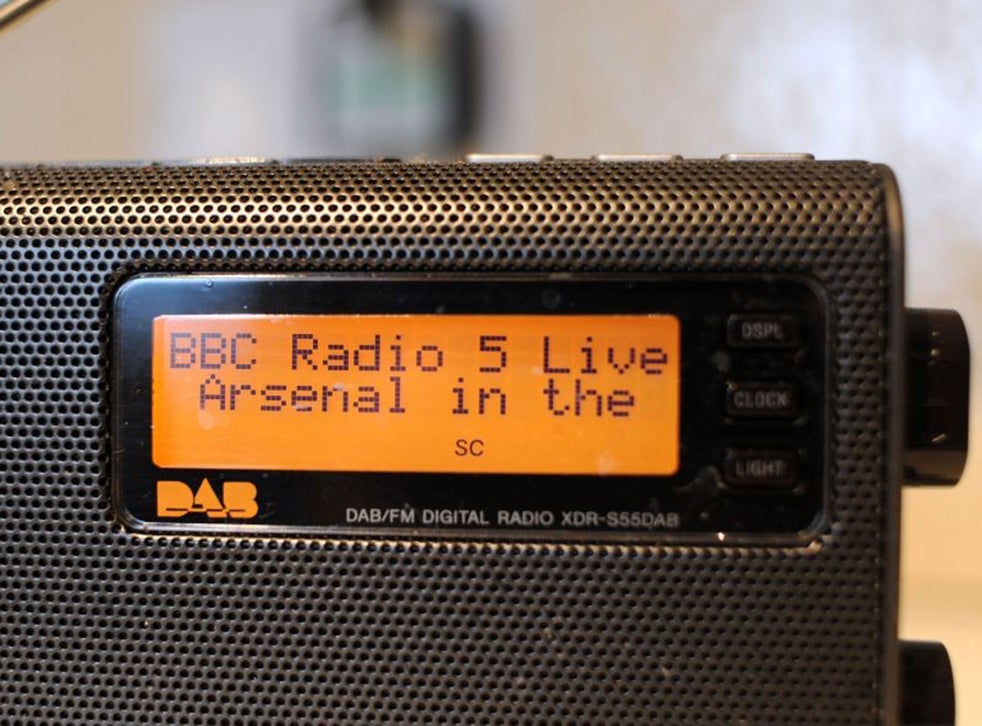 BBC Radio 5 Live
Arsenal in the
SC
DSPL
CLOCK
LIGHT
DAB
DAB/FM DIGITAL RADIO XDR-S55DAB